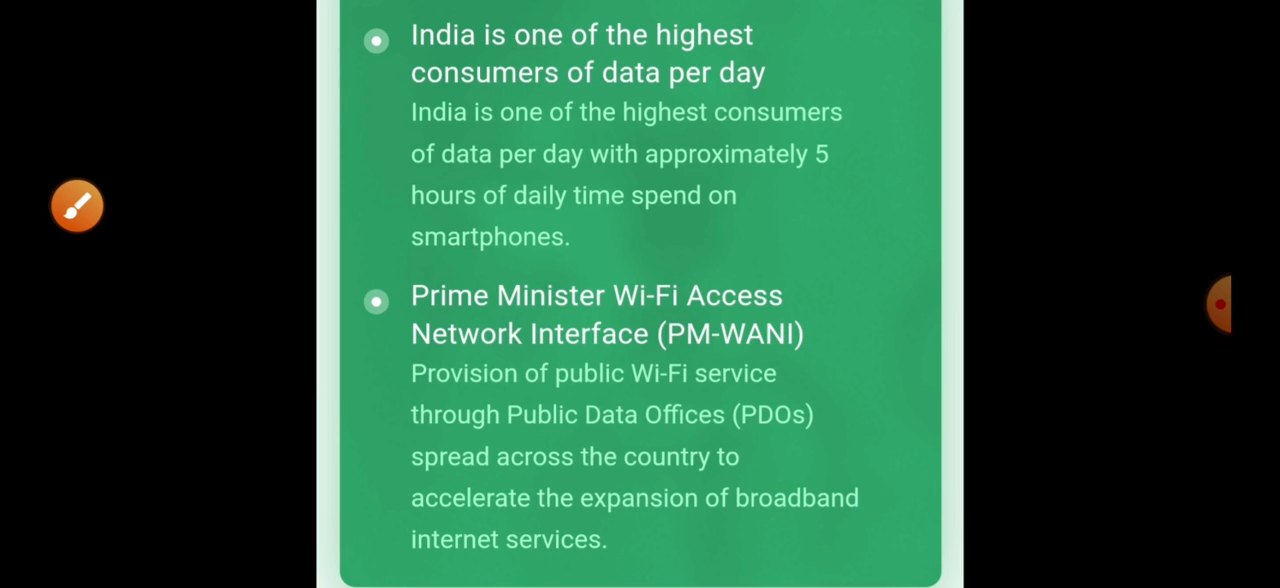 India is one of the highest
consumers of data per day
India is one of the highest consumers
of data per day with approximately 5
hours of daily time spend on
smartphones.
Prime Minister Wi-Fi Access
Network Interface (PM-WANI)
Provision of public Wi-Fi service
through Public Data Offices (PDOs)
spread across the country to
accelerate the expansion of broadband
internet services.